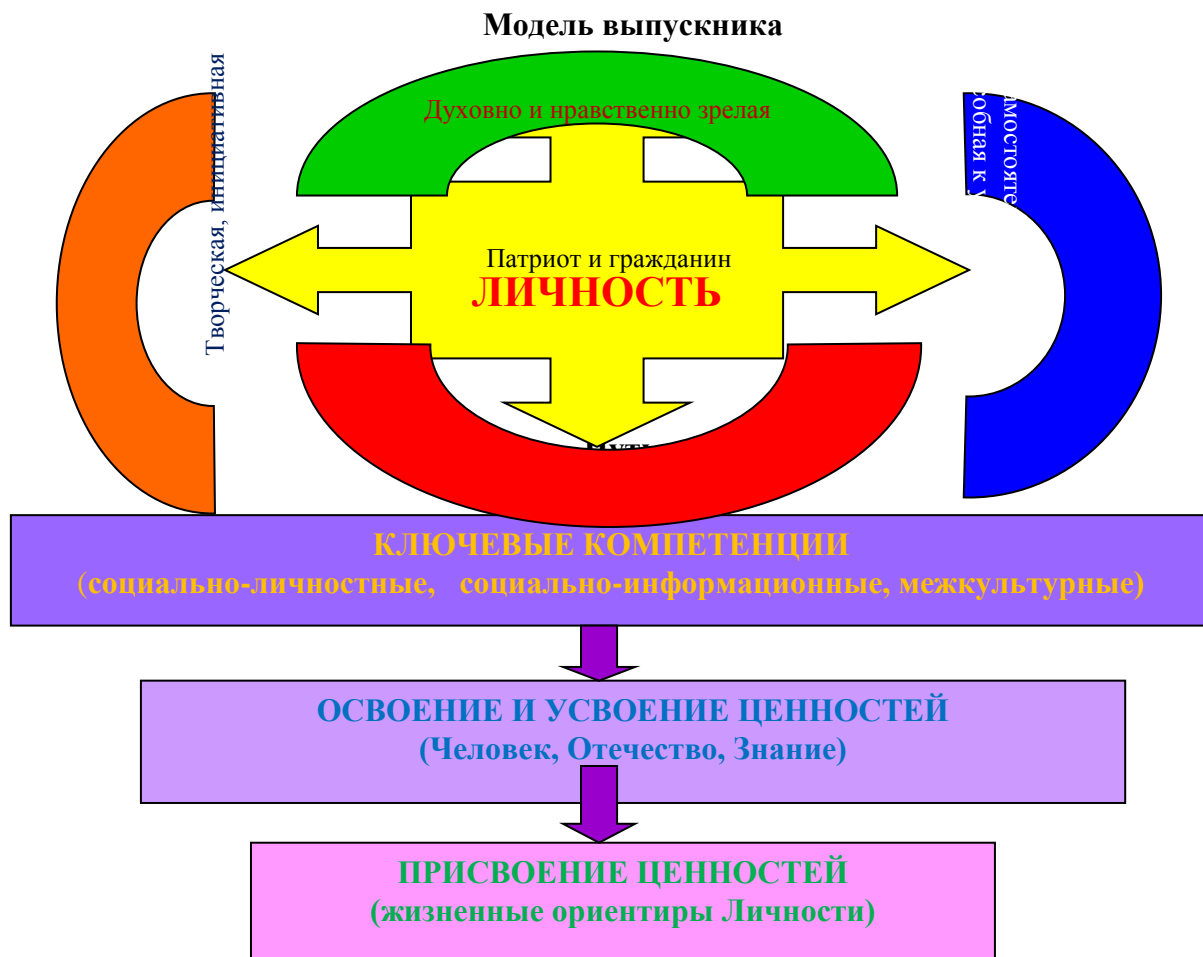 Модель выпускника
Духовно и нравственно зрелая
Творческая, инициативная
Патриот и гражданин
ЛИЧНОСТЬ
КЛЮЧЕВЫЕ КОМПЕТЕНЦИИ
(социально-личностные, социально-информационные, межкультурные)
ОСВОЕНИЕ И УСВОЕНИЕ ЦЕННОСТЕЙ
(Человек, Отечество, Знание)
ПРИСВОЕНИЕ ЦЕННОСТЕЙ
(жизненные ориентиры Личности)